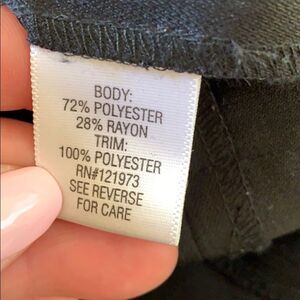 BODY:
72% POLYESTER
28% RAYON
TRIM:
100% POLYESTER
RN#121973
SEE REVERSE
FOR CARE